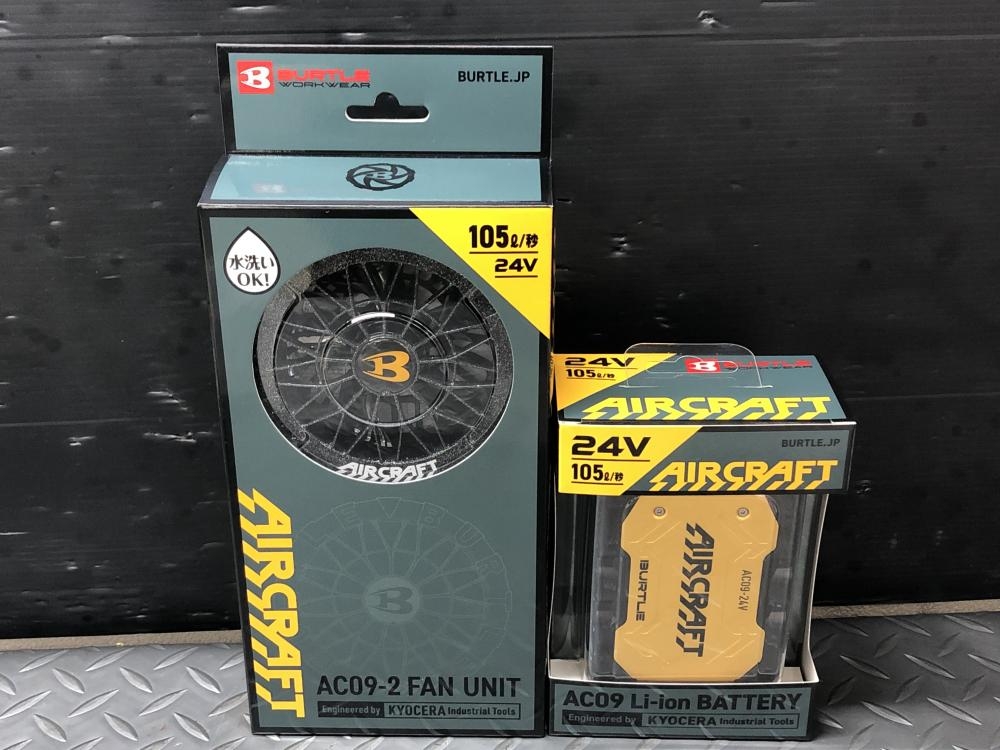 B BURTLE
WORKWEAR
BURTLE.JP
水洗い
OK!
105ℓ/秒
24V
B
AIRCRAFT
AIRCRAFT
B
AC09-2 FAN UNIT
Engineered by KYOCERA Industrial Tools
24V
105ℓ/秒
B BURTLE
AIRCRAFT
24V
105ℓ/秒
BURTLE.JP
AIRCRAFT
AIRCRAFT
BURTLE
AC09-24V
AC09 Li-ion BATTERY
Engineered by KYOCERA Industrial Tools